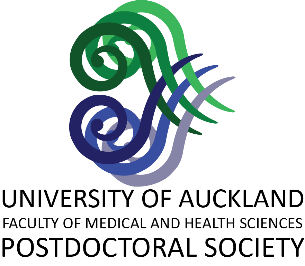 UNIVERSITY OF AUCKLAND
FACULTY OF MEDICAL AND HEALTH SCIENCES
POSTDOCTORAL SOCIETY